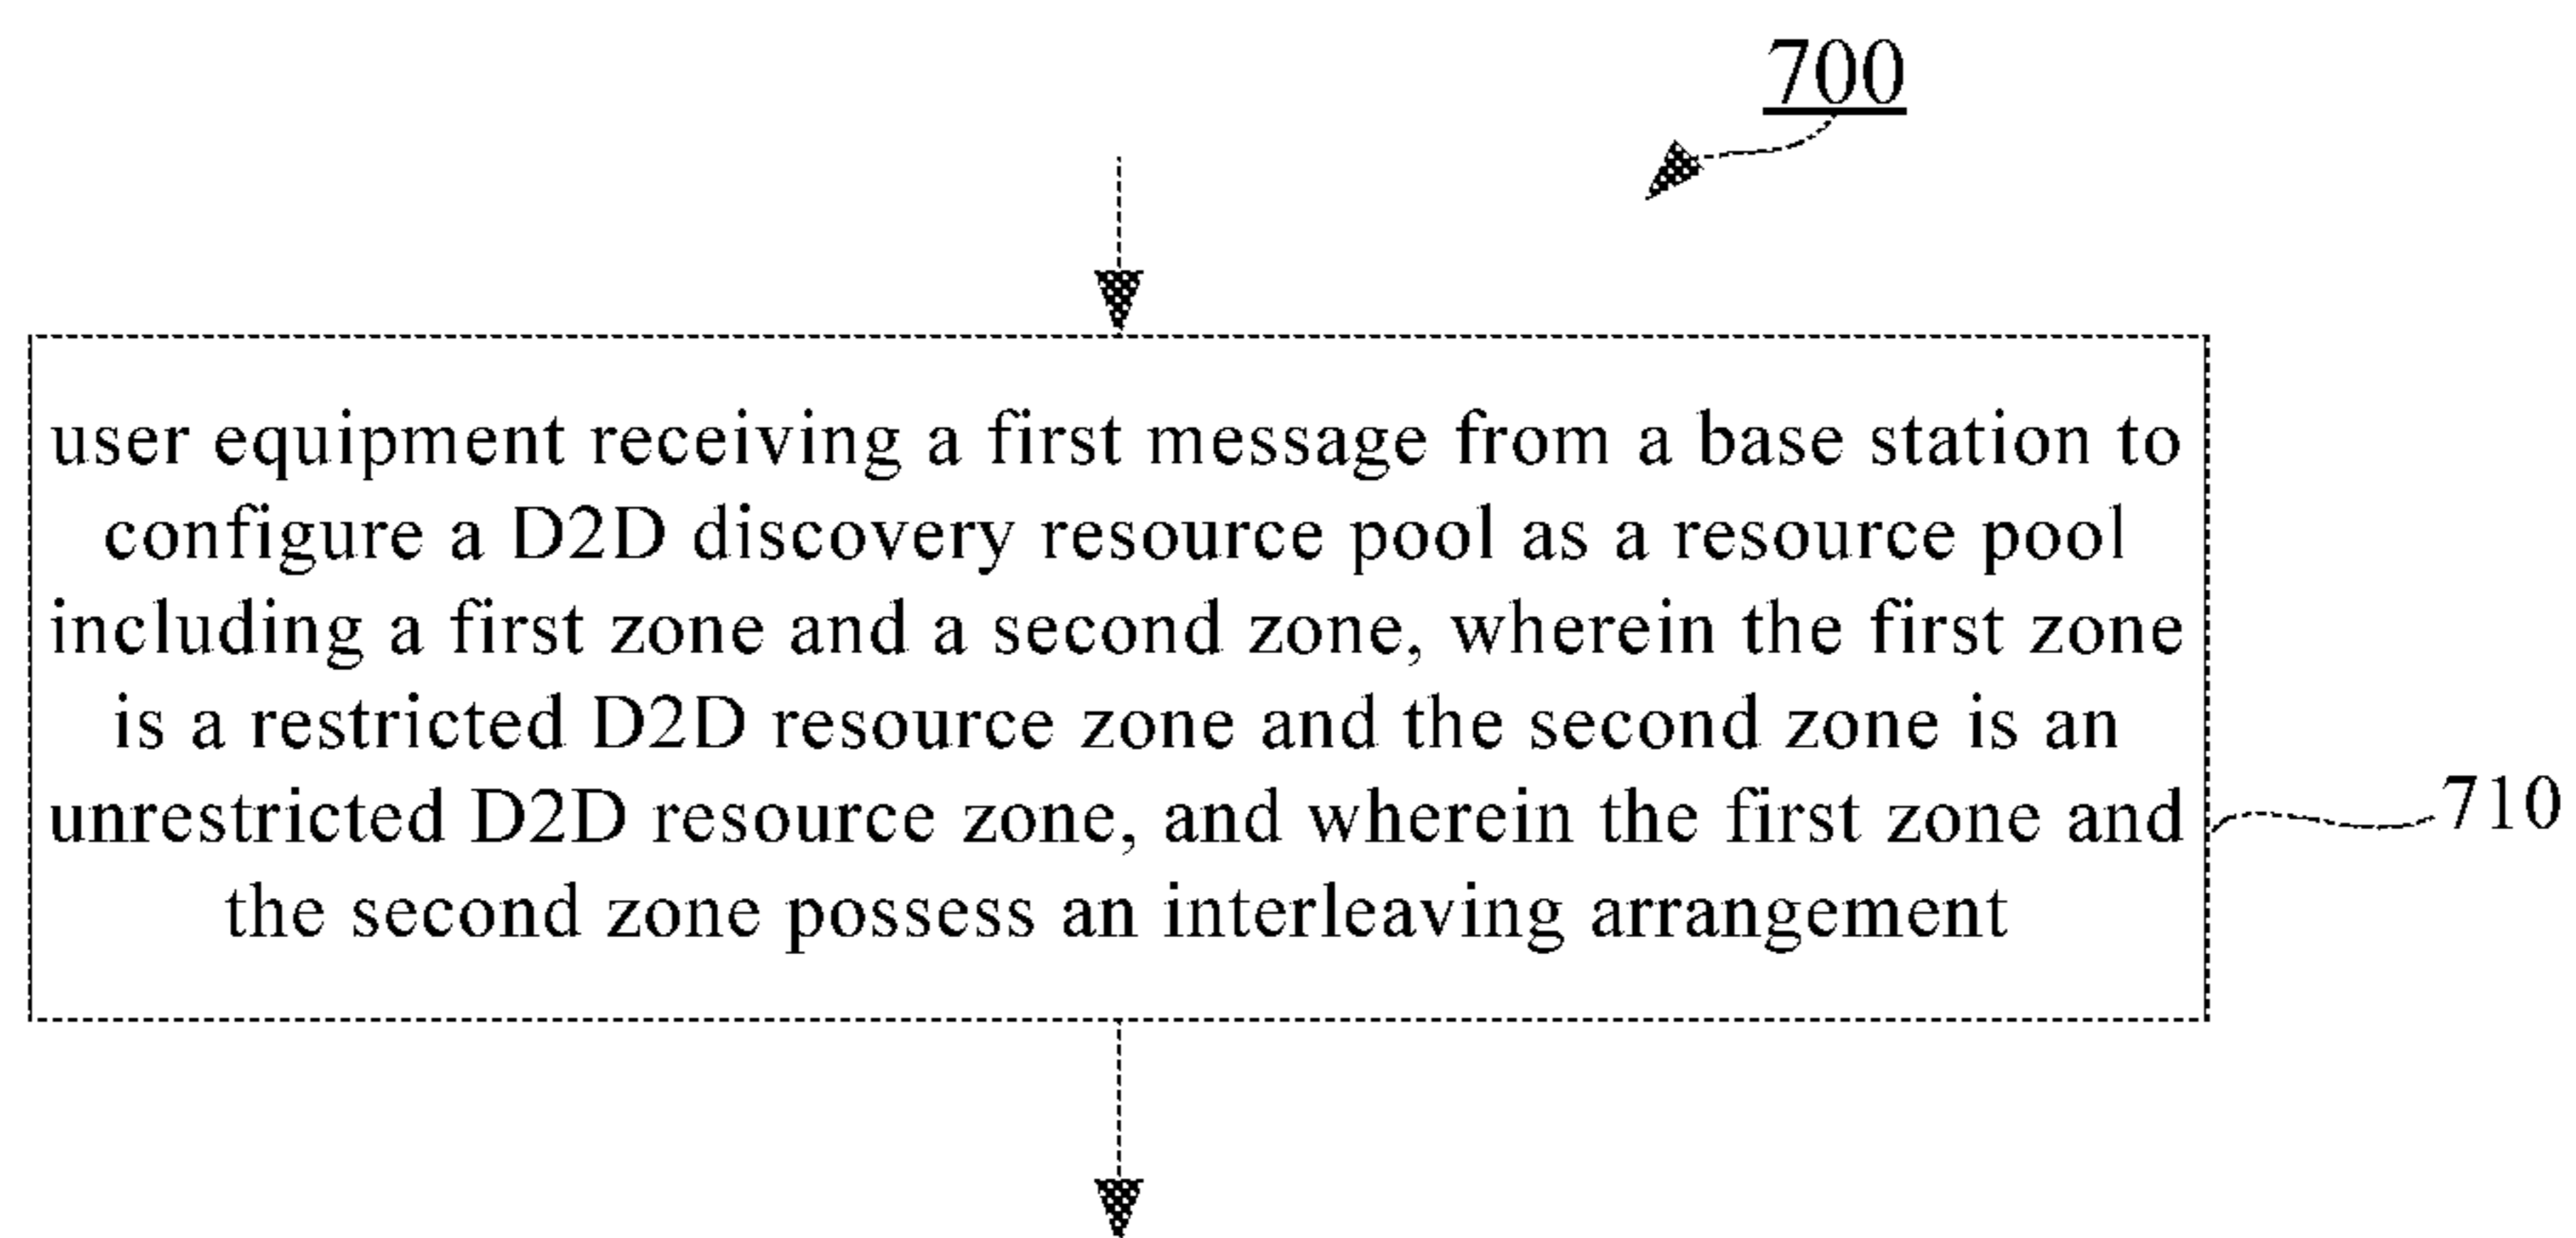 700
user equipment receiving a first message from a base station to
configure a D2D discovery resource pool as a resource pool
including a first zone and a second zone, wherein the first zone
is a restricted D2D resource zone and the second zone is an
unrestricted D2D resource zone, and wherein the first zone and
the second zone possess an interleaving arrangement
710